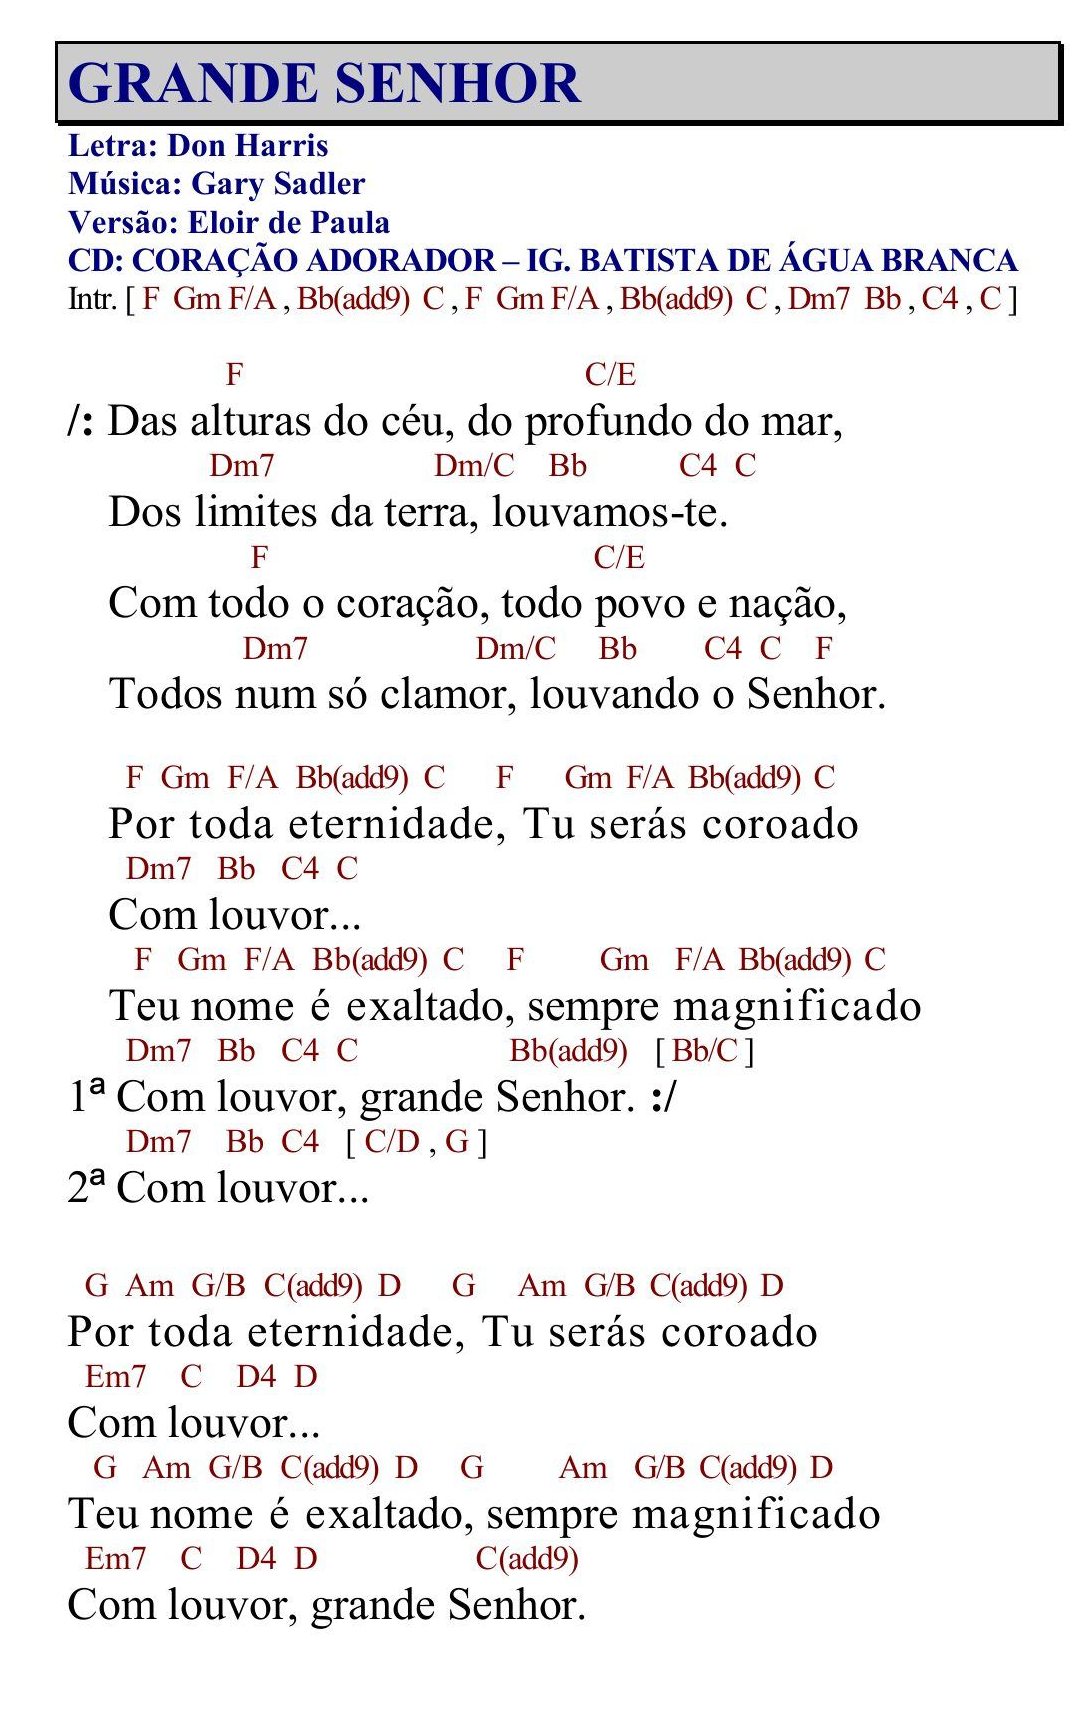 GRANDE SENHOR
Letra: Don Harris
Música: Gary Sadler
Versão: Eloir de Paula
CD: CORAÇÃO ADORADOR – IG. BATISTA DE ÁGUA BRANCA
Intr. [ F Gm F/A , Bb(add9) C , F Gm F/A , Bb(add9) C , Dm7 Bb , C4 , C ]
F C/E
/: Das alturas do céu, do profundo do mar,
Dm7 Dm/C Bb C4 C
Dos limites da terra, louvamos-te.
F C/E
Com todo o coração, todo povo e nação,
Dm7 Dm/C Bb C4 C F
Todos num só clamor, louvando o Senhor.
F Gm F/A Bb(add9) C F Gm F/A Bb(add9) C
Por toda eternidade, Tu serás coroado
Dm7 Bb C4 C
Com louvor...
F Gm F/A Bb(add9) C F Gm F/A Bb(add9) C
Teu nome é exaltado, sempre magnificado
Dm7 Bb C4 C Bb(add9) [ Bb/C ]
1ª Com louvor, grande Senhor. :/
Dm7 Bb C4 [ C/D , G ]
2ª Com louvor...
G Am G/B C(add9) D G Am G/B C(add9) D
Por toda eternidade, Tu serás coroado
Em7 C D4 D
Com louvor...
G Am G/B C(add9) D G Am G/B C(add9) D
Teu nome é exaltado, sempre magnificado
Em7 C D4 D C(add9)
Com louvor, grande Senhor.